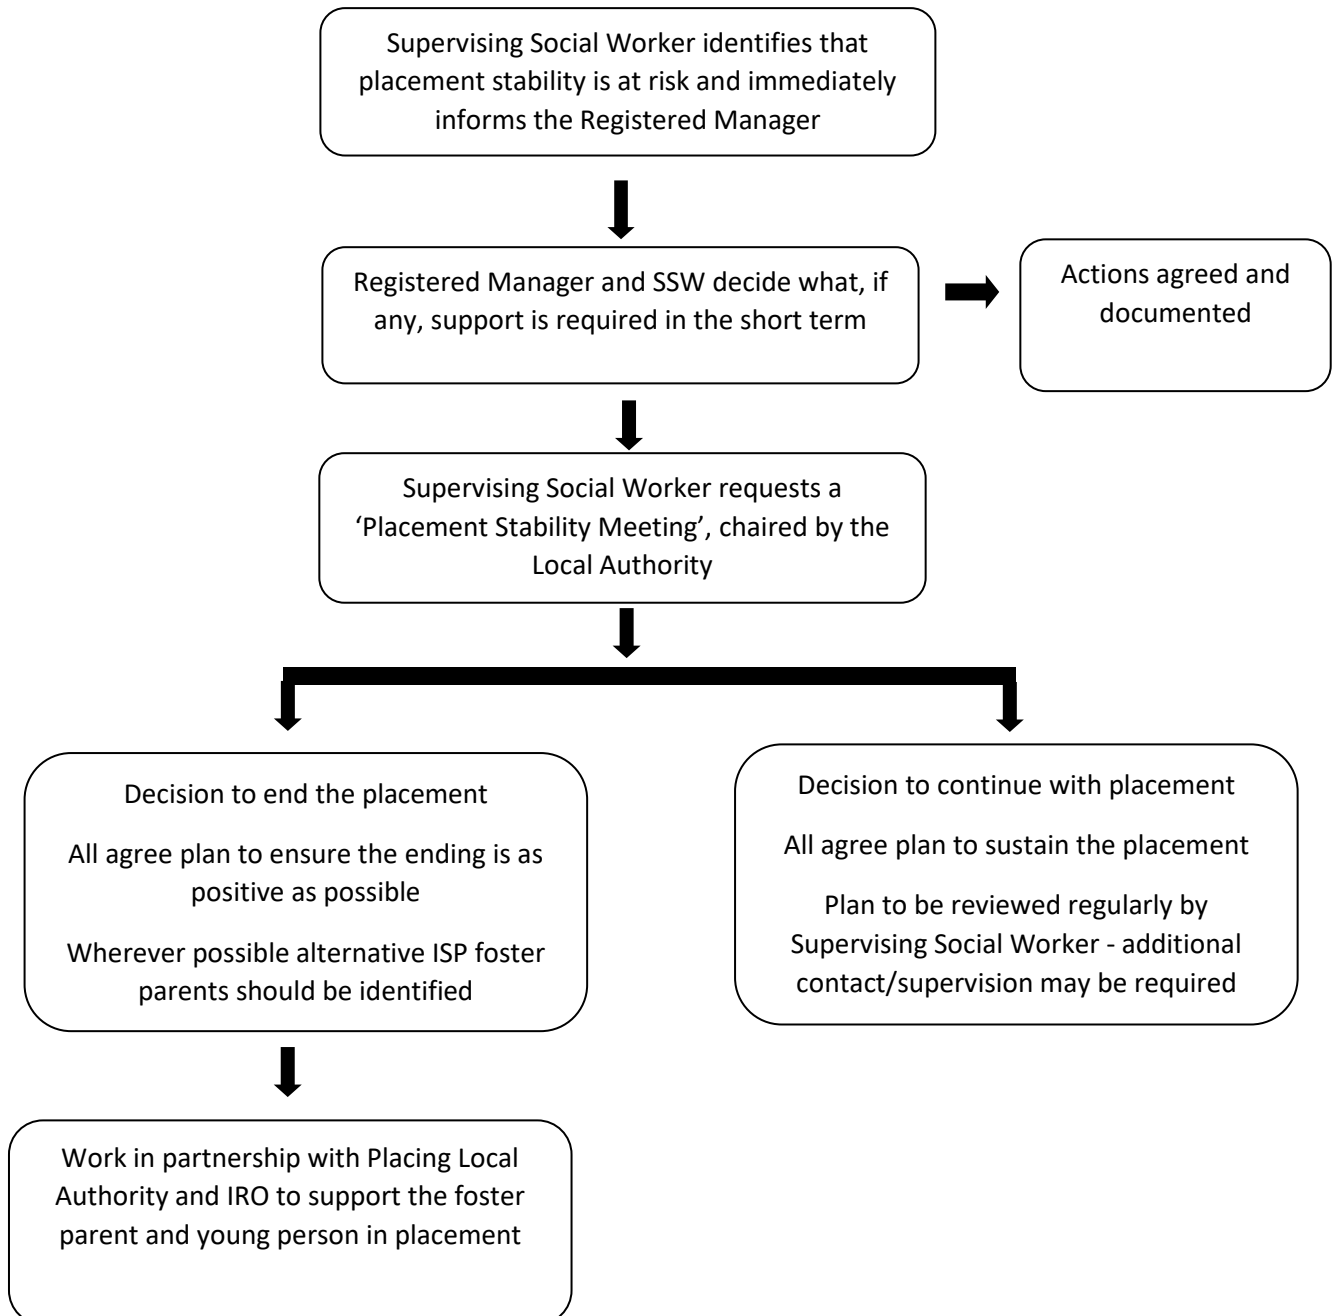 Supervising Social Worker identifies that
placement stability is at risk and immediately
informs the Registered Manager
Registered Manager and SSW decide what, if
any, support is required in the short term
Actions agreed and
documented
Supervising Social Worker requests a
‘Placement Stability Meeting’, chaired by the
Local Authority
Decision to end the placement
All agree plan to ensure the ending is as
positive as possible
Wherever possible alternative ISP foster
parents should be identified
Decision to continue with placement
All agree plan to sustain the placement
Plan to be reviewed regularly by
Supervising Social Worker - additional
contact/supervision may be required
Work in partnership with Placing Local
Authority and IRO to support the foster
parent and young person in placement